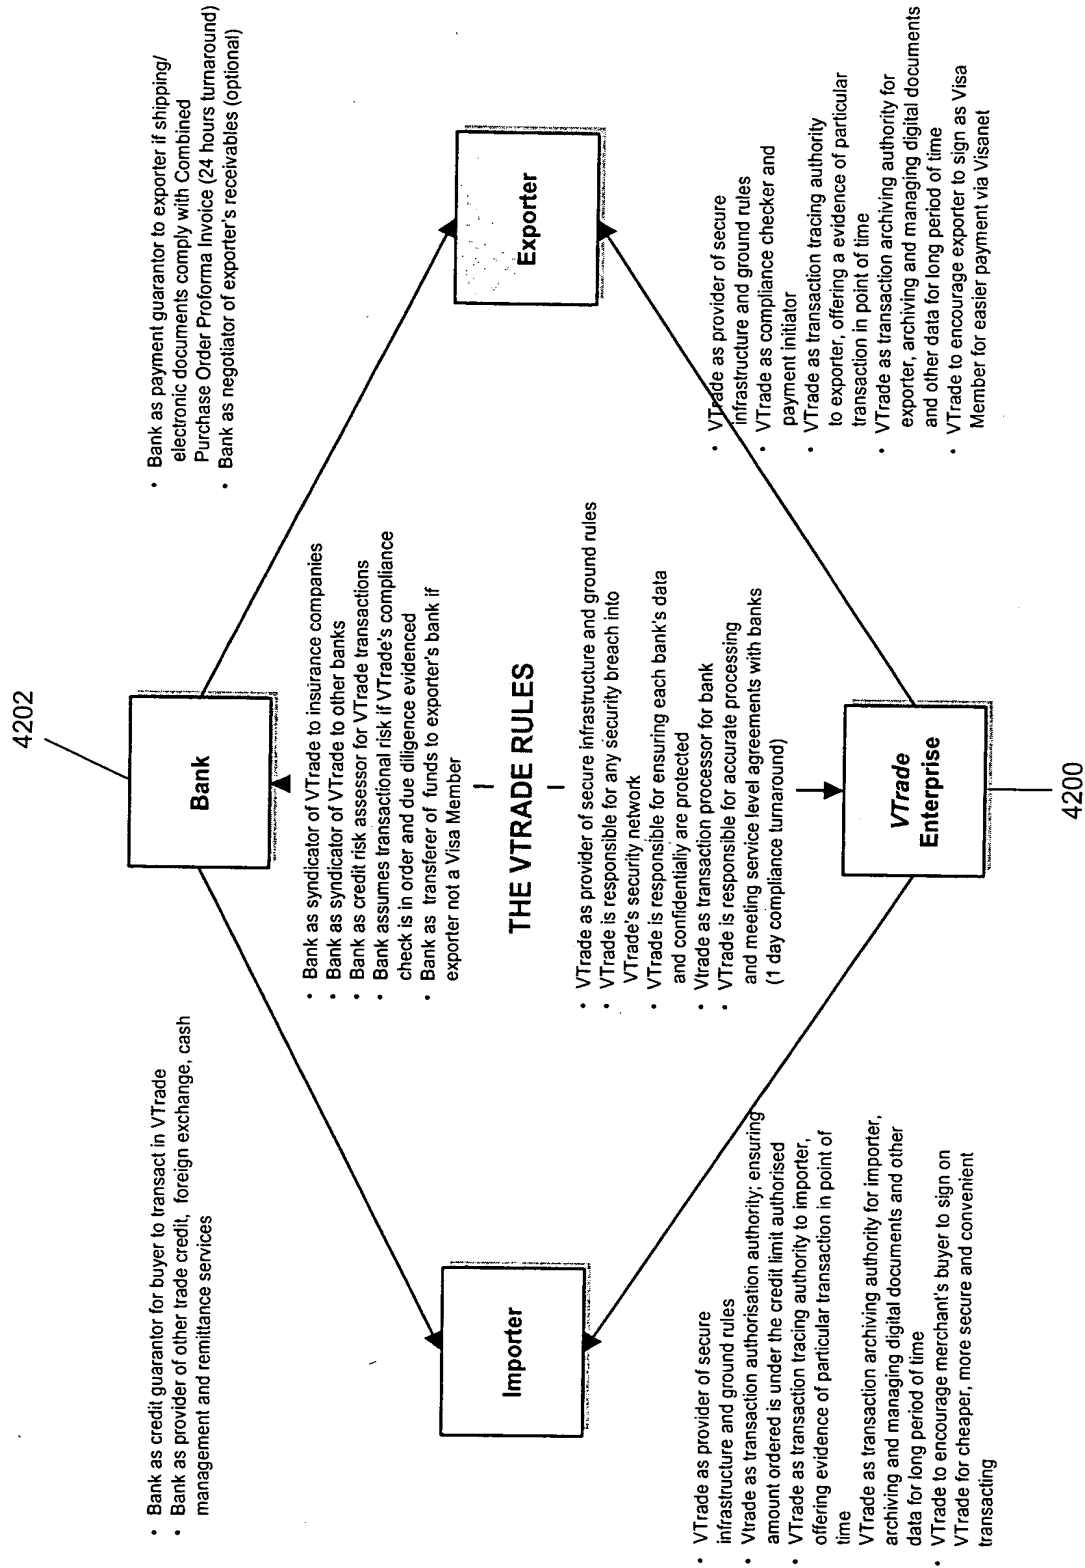 4202
Bank
• Bank as credit guarantor for buyer to transact in VTrade
• Bank as provider of other trade credit, foreign exchange, cash
management and remittance services
• Bank as payment guarantor to exporter if shipping/
electronic documents comply with Combined
Purchase Order Proforma Invoice (24 hours turnaround)
• Bank as negotiator of exporter's receivables (optional)
• Bank as syndicator of VTrade to insurance companies
• Bank as syndicator of VTrade to other banks
• Bank as credit risk assessor for VTrade transactions
• Bank assumes transactional risk if VTrade's compliance
check is in order and due diligence evidenced
• Bank as transferer of funds to exporter's bank if
exporter not a Visa Member
Importer
THE VTRADE RULES
Exporter
• VTrade as provider of secure infrastructure and ground rules
• VTrade is responsible for any security breach into
VTrade's security network
• VTrade is responsible for ensuring each bank's data
and confidentially are protected
• Vtrade as transaction processor for bank
• VTrade is responsible for accurate processing
and meeting service level agreements with banks
(1 day compliance turnaround)
• VTrade as provider of secure
infrastructure and ground rules
• Vtrade as transaction authorisation authority; ensuring
amount ordered is under the credit limit authorised
• VTrade as transaction tracing authority to importer,
offering evidence of particular transaction in point of
time
VTrade as transaction archiving authority for importer,
archiving and managing digital documents and other
data for long period of time
• VTrade to encourage merchant's buyer to sign on
VTrade for cheaper, more secure and convenient
transacting
• VTrade as provider of secure
infrastructure and ground rules
• VTrade as compliance checker and
payment initiator
• VTrade as transaction tracing authority
to exporter, offering a evidence of particular
transaction in point of time
• VTrade as transaction archiving authority for
exporter, archiving and managing digital documents
and other data for long period of time
• VTrade to encourage exporter to sign as Visa
Member for easier payment via Visanet
VTrade
Enterprise
4200